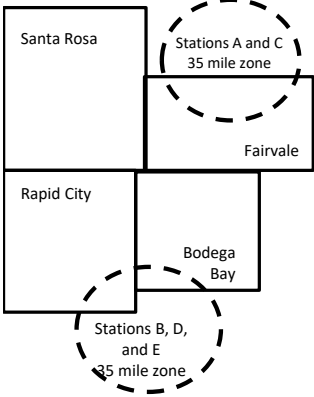 Santa Rosa
Stations A and C
35 mile zone
Fairvale
Rapid City
Bodega
Bay
Stations B, D,
and E
35 mile zone